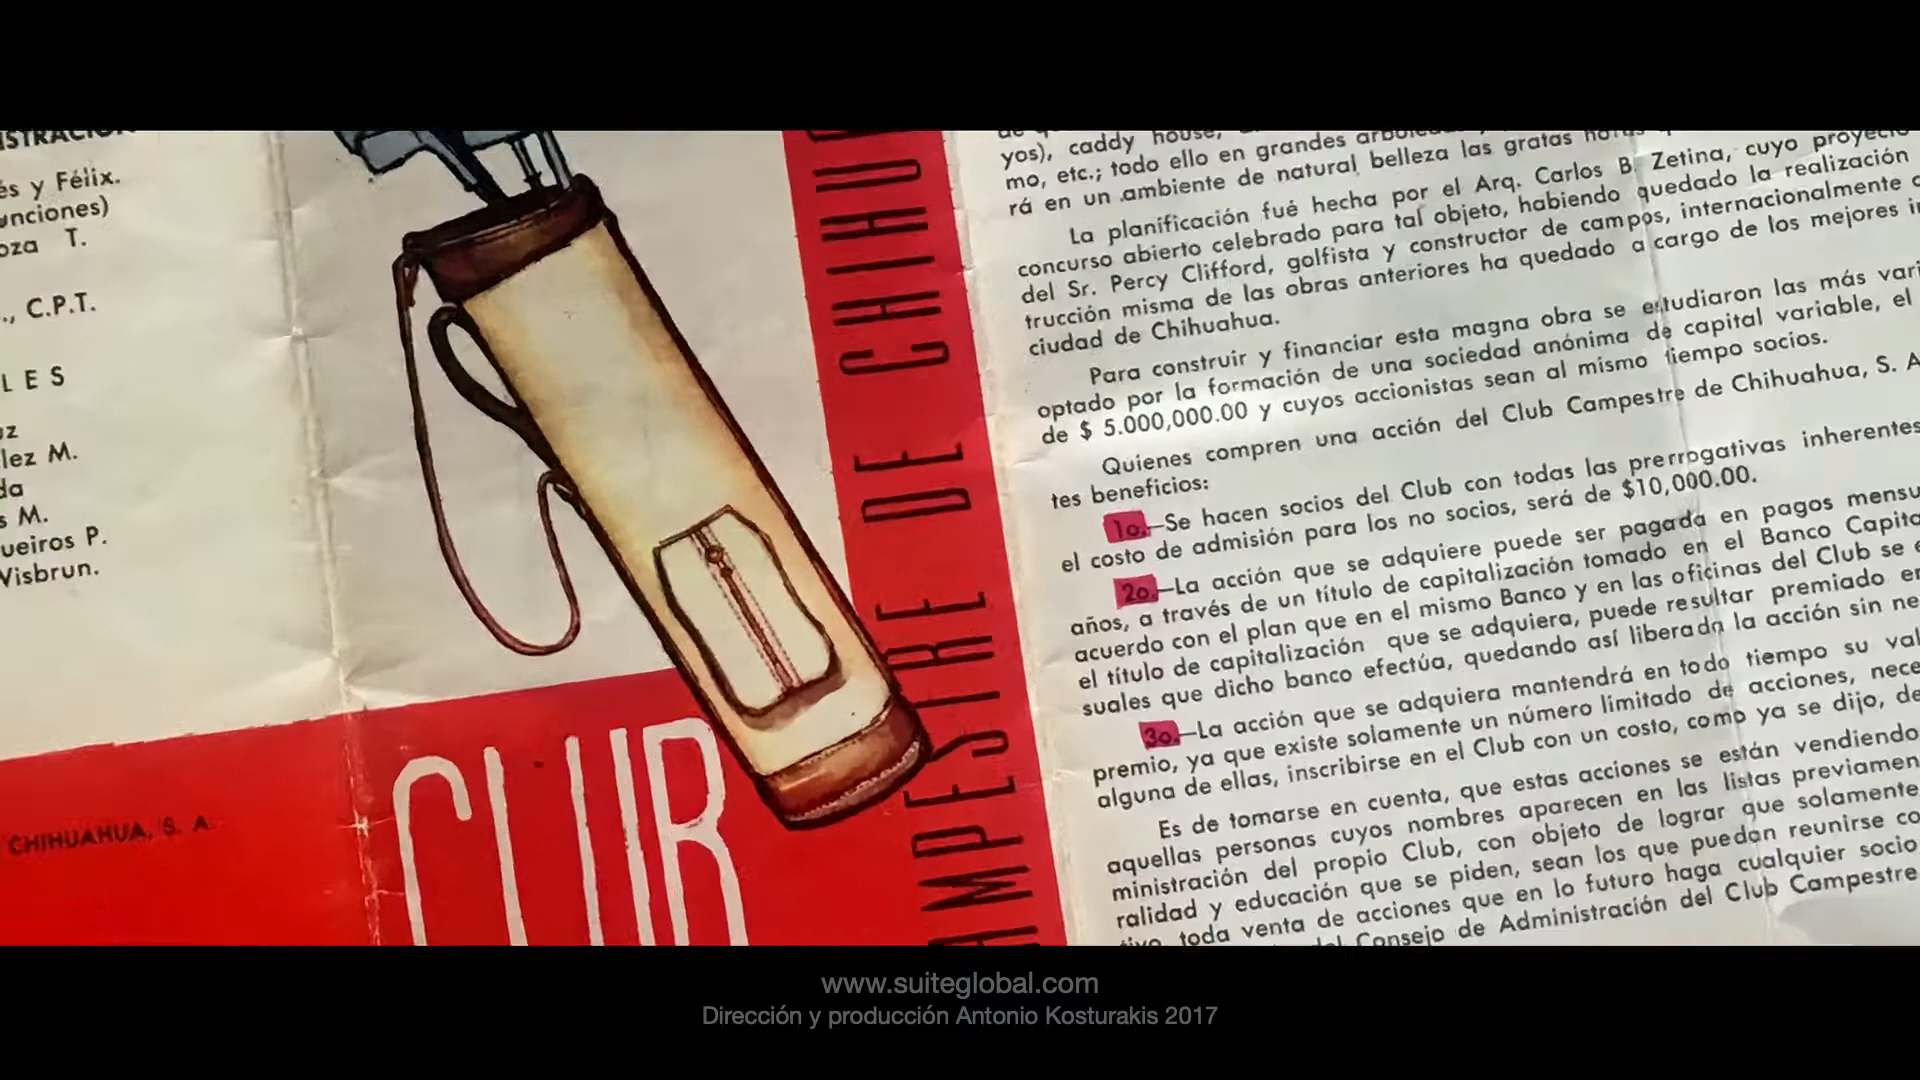 és y Félix.
unciones)
oza T.
., C.P.T.
LES
uz
lez M.
da
s M.
ueiros P.
Visbrun.
CHIHUAHUA, S. A.
CLUB
AMPESTRE DE CHIHU
yos), caddy house,
mo, etc.; todo ello en grandes
rá en un ambiente de natural belleza las gratas
La planificación fué hecha por el Arq. Carlos B. Zetina, cuyo proyecto
concurso abierto celebrado para tal objeto, habiendo quedado la realización
del Sr. Percy Clifford, golfista y constructor de campos, internacionalmente
trucción misma de las obras anteriores ha quedado a cargo de los mejores in
ciudad de Chihuahua.
Para construir y financiar esta magna obra se estudiaron las más vari
optado por la formación de una sociedad anónima de capital variable, el
de $ 5.000,000.00 y cuyos accionistas sean al mismo tiempo socios.
Quienes compren una acción del Club Campestre de Chihuahua, S. A
tes beneficios:
1o.—Se hacen socios del Club con todas las prerrogativas inherentes
el costo de admisión para los no socios, será de $10,000.00.
2o.—La acción que se adquiere puede ser pagada en pagos mensu
años, a través de un título de capitalización tomado en el Banco Capita
acuerdo con el plan que en el mismo Banco y en las oficinas del Club se e
el título de capitalización que se adquiera, puede resultar premiado en
suales que dicho banco efectúa, quedando así liberada la acción sin ne
3o.—La acción que se adquiera mantendrá en todo tiempo su val
premio, ya que existe solamente un número limitado de acciones, nece
alguna de ellas, inscribirse en el Club con un costo, como ya se dijo, de
Es de tomarse en cuenta, que estas acciones se están vendiendo
aquellas personas cuyos nombres aparecen en las listas previamen
ministración del propio Club, con objeto de lograr que solamente
ralidad y educación que se piden, sean los que puedan reunirse co
tivo, toda venta de acciones que en lo futuro haga cualquier socio
del Consejo de Administración del Club Campestre
www.suiteglobal.com
Dirección y producción Antonio Kosturakis 2017